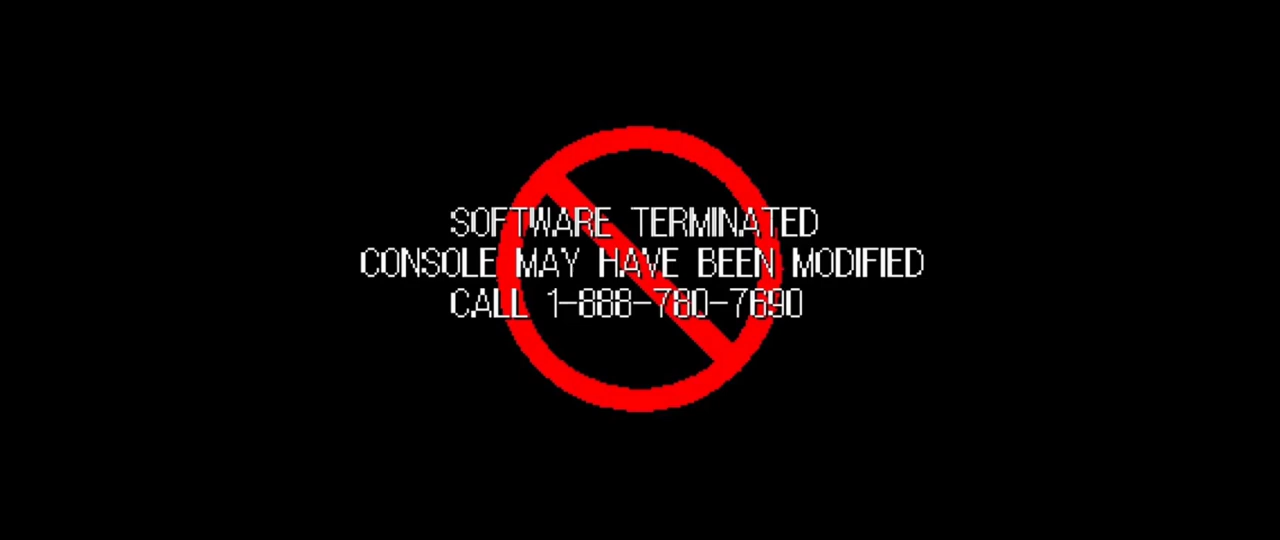 SOFTWARE TERMINATED
CONSOLE MAY HAVE BEEN MODIFIED
CALL 1-888-780-7690